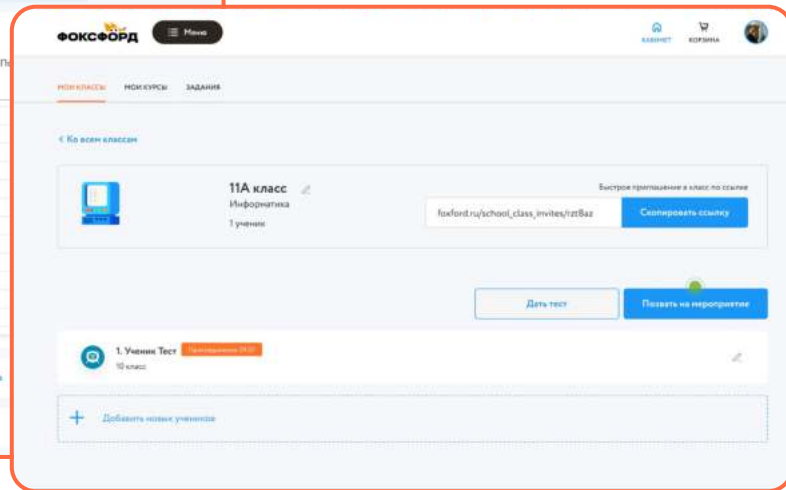 ФОКСФОРД
Меню
КАБИНЕТ
КОРЗИНА
МОИ КЛАССЫ
МОИ КУРСЫ
ЗАДАНИЯ
< Ко всем классам
11А класс
Информатика
1 ученик
Быстрое приглашение в класс по ссылке
foxford.ru/school_class_invites/rzt8az
Скопировать ссылку
Дать тест
Позвать на мероприятие
1. Ученик Тест
10 класс
+ Добавить новых учеников